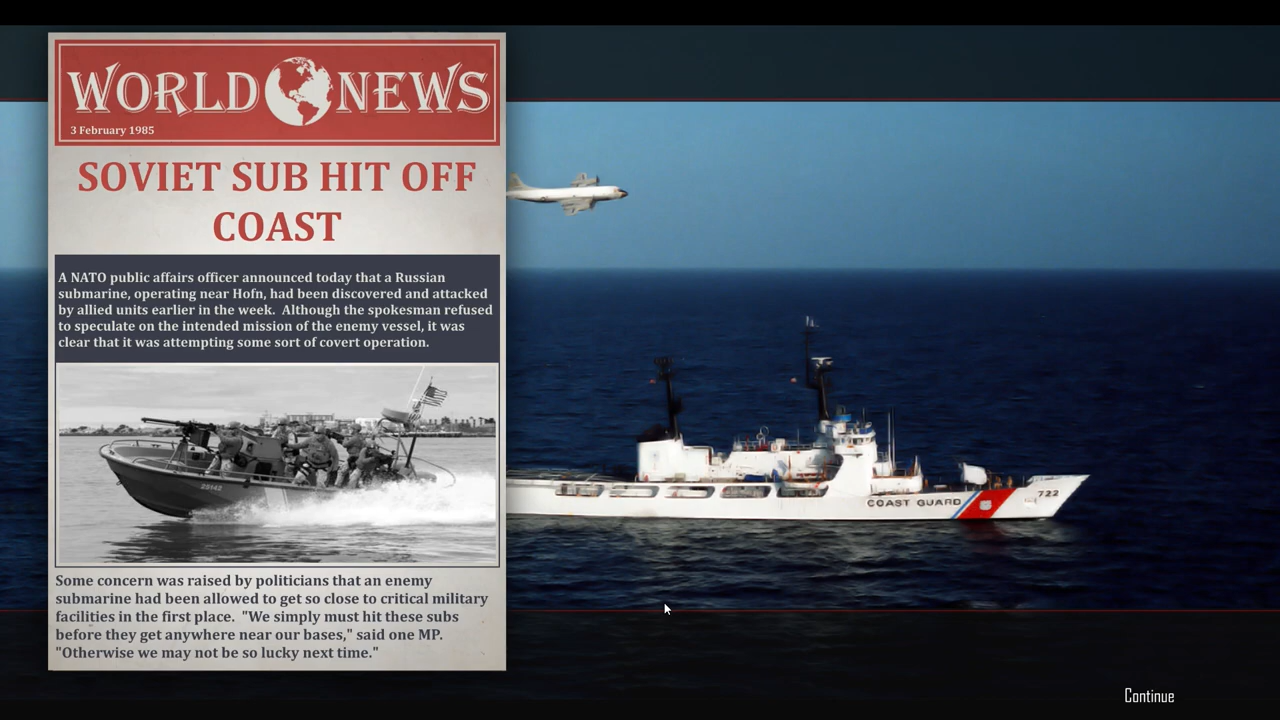 WORLD NEWS
3 February 1985
SOVIET SUB HIT OFF
COAST
A NATO public affairs officer announced today that a Russian
submarine, operating near Hofn, had been discovered and attacked
by allied units earlier in the week.  Although the spokesman refused
to speculate on the intended mission of the enemy vessel, it was
clear that it was attempting some sort of covert operation.
25142
Some concern was raised by politicians that an enemy
submarine had been allowed to get so close to critical military
facilities in the first place.  "We simply must hit these subs
before they get anywhere near our bases," said one MP.
"Otherwise we may not be so lucky next time."
COAST GUARD
722
Continue